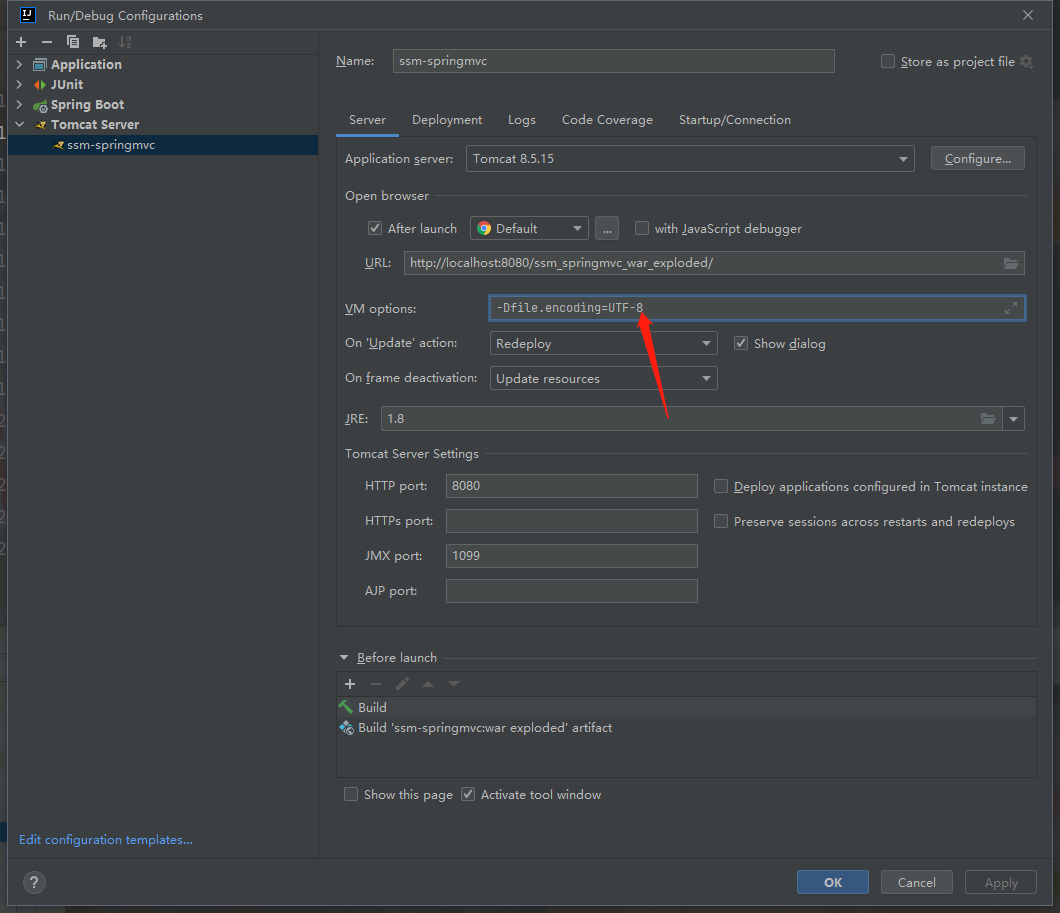 Run/Debug Configurations
Application
JUnit
Spring Boot
Tomcat Server
ssm-springmvc
Edit configuration templates...
Name: ssm-springmvc Store as project file
Server Deployment Logs Code Coverage Startup/Connection
Application server: Tomcat 8.5.15 Configure...
Open browser
After launch Default ... with JavaScript debugger
URL: http://localhost:8080/ssm_springmvc_war_exploded/
VM options: -Dfile.encoding=UTF-8
On 'Update' action: Redeploy Show dialog
On frame deactivation: Update resources
JRE: 1.8
Tomcat Server Settings
HTTP port: 8080 Deploy applications configured in Tomcat instance
HTTPs port: Preserve sessions across restarts and redeploys
JMX port: 1099
AJP port:
Before launch
Build
Build 'ssm-springmvc:war exploded' artifact
Show this page Activate tool window
? OK Cancel Apply